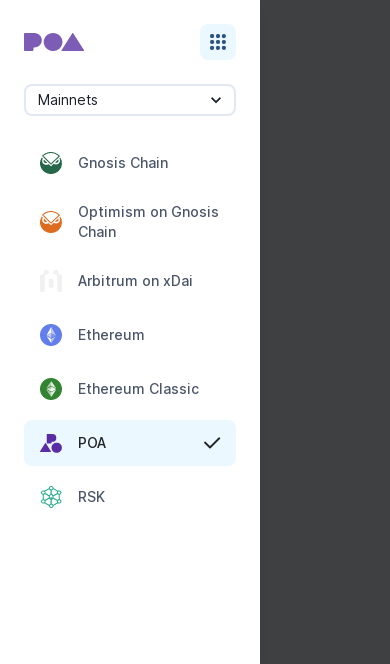 POA
Mainnets
Gnosis Chain
Optimism on Gnosis
Chain
Arbitrum on xDai
Ethereum
Ethereum Classic
POA
RSK